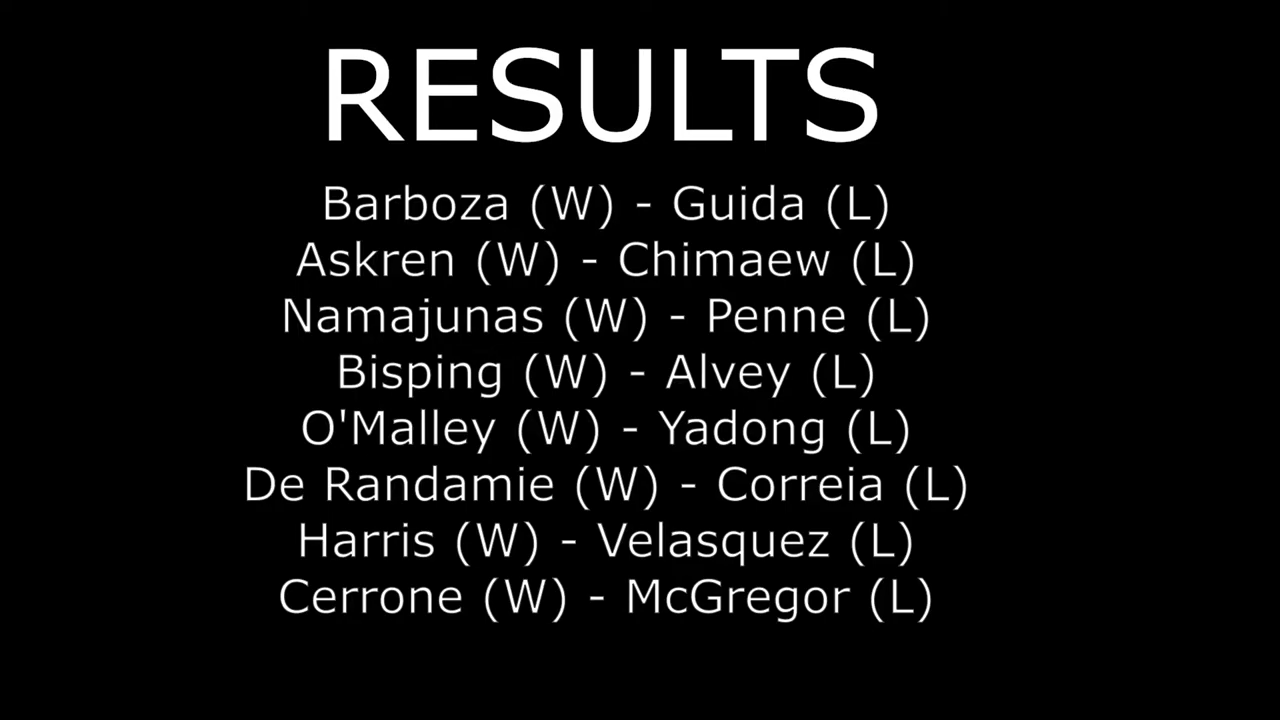 RESULTS
Barboza (W) - Guida (L)
Askren (W) - Chimaew (L)
Namajunas (W) - Penne (L)
Bisping (W) - Alvey (L)
O'Malley (W) - Yadong (L)
De Randamie (W) - Correia (L)
Harris (W) - Velasquez (L)
Cerrone (W) - McGregor (L)